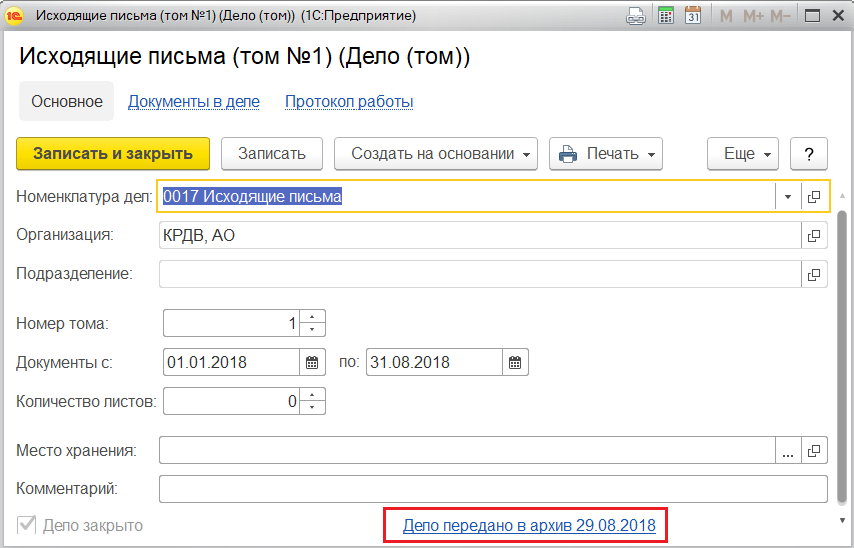 Исходящие письма (том №1) (Дело (том)) (1С:Предприятие) 31 M M+ M−
Исходящие письма (том №1) (Дело (том))
Основное Документы в деле Протокол работы
Записать и закрыть Записать Создать на основании Печать Еще ?
Номенклатура дел: 0017 Исходящие письма
Организация: КРДВ, АО
Подразделение:
Номер тома: 1
Документы с: 01.01.2018 по: 31.08.2018
Количество листов: 0
Место хранения: ...
Комментарий:
Дело закрыто Дело передано в архив 29.08.2018